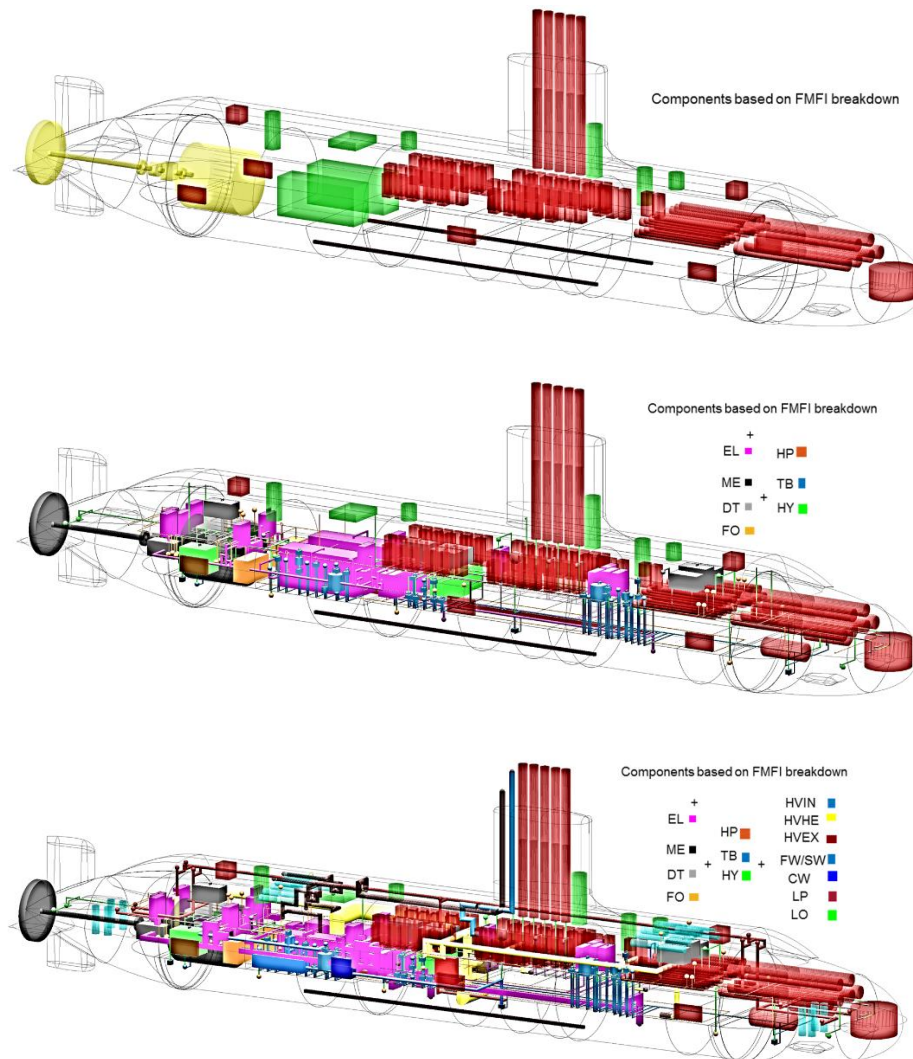 Components based on FMFI breakdown
Components based on FMFI breakdown
+
EL HP
ME TB
DT + HY
FO
Components based on FMFI breakdown
+ HVIN
EL HVHE
HP HVEX
ME TB FW/SW
+ +
DT HY CW
FO LP
LO